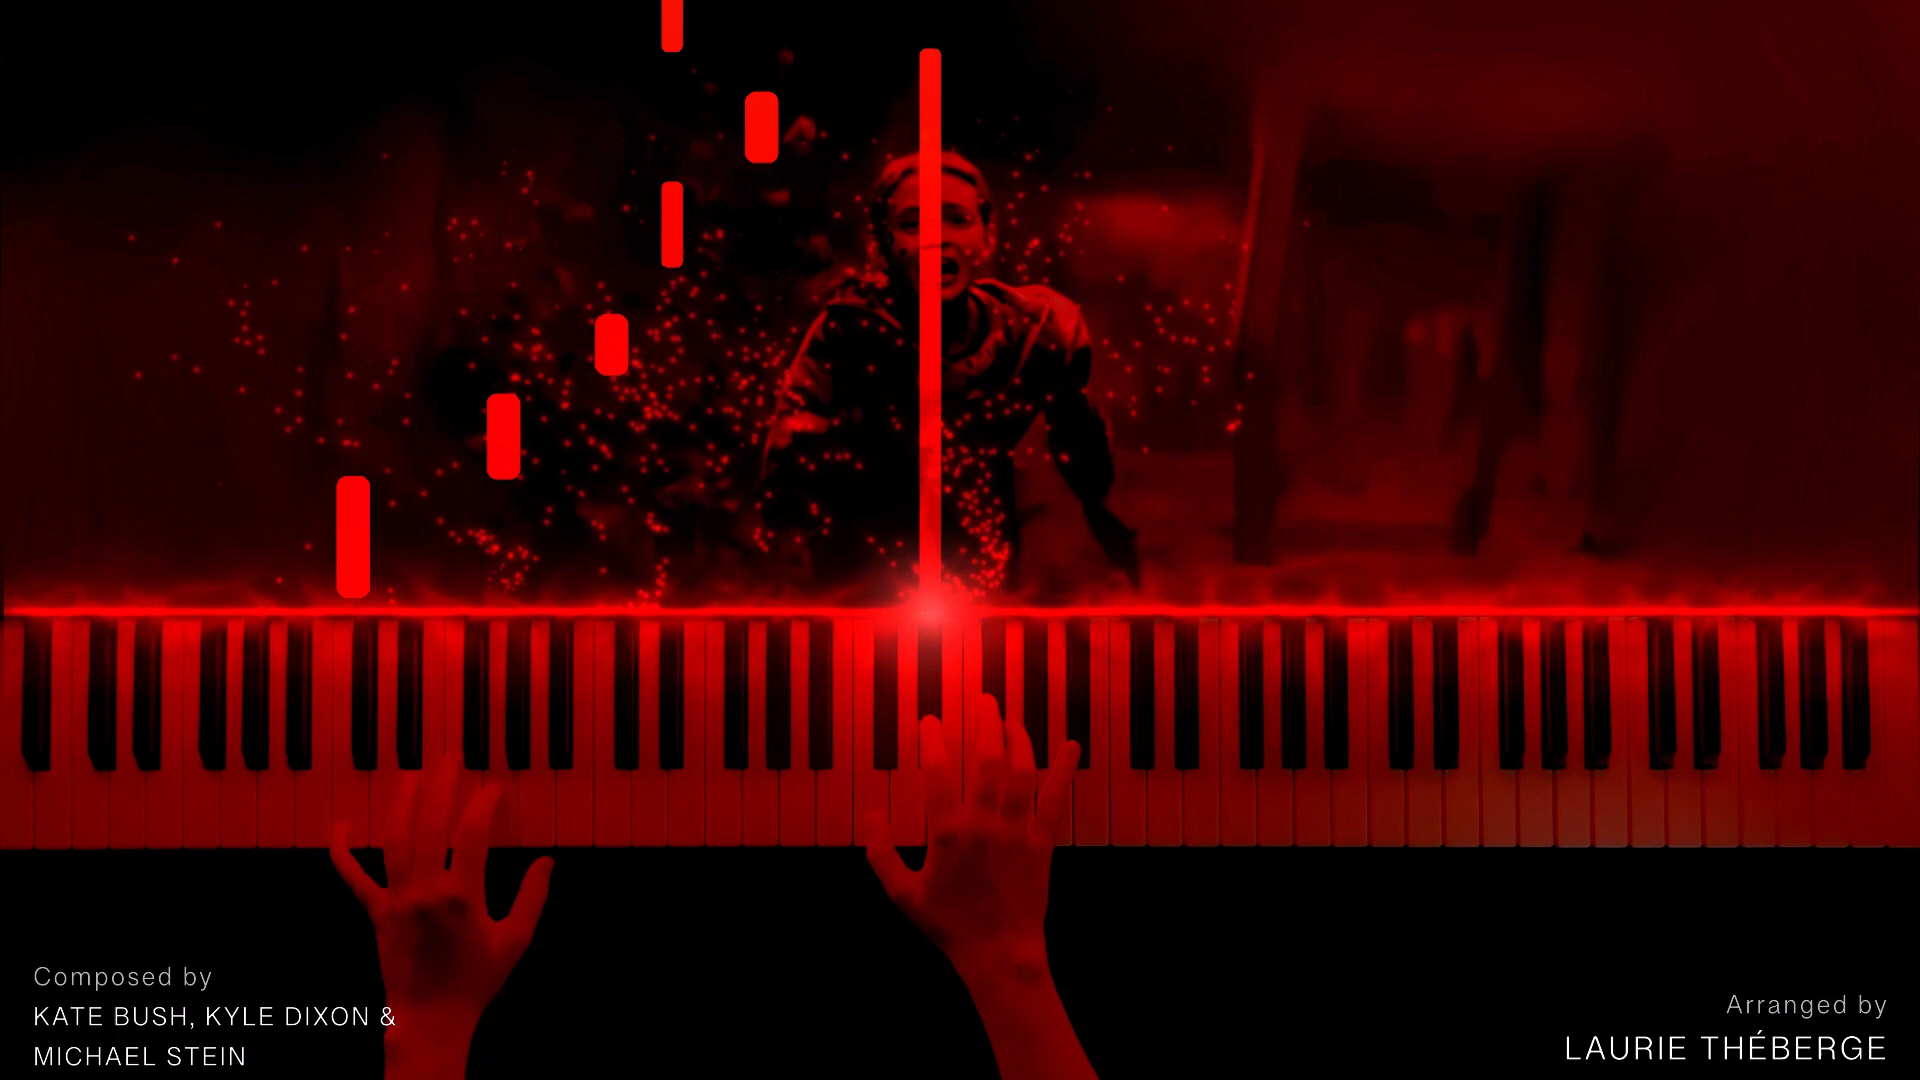 Composed by
KATE BUSH, KYLE DIXON &
MICHAEL STEIN
Arranged by
LAURIE THÉBERGE